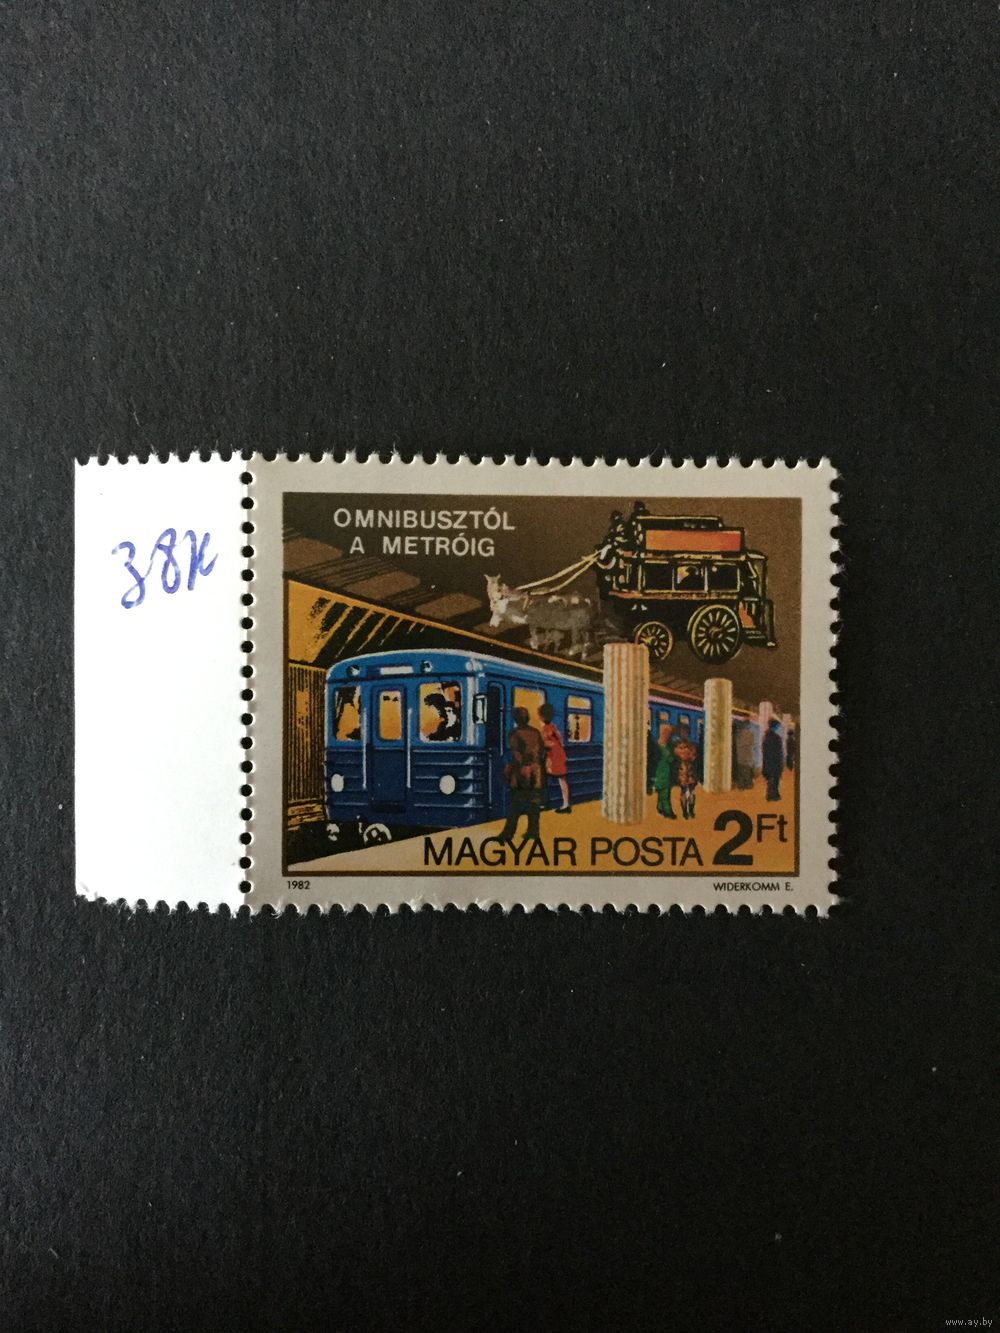 38к
OMNIBUSZTÓL
A METRÓIG
MAGYAR POSTA 2Ft
1982
WIDERKOMM E.
www.ay.by